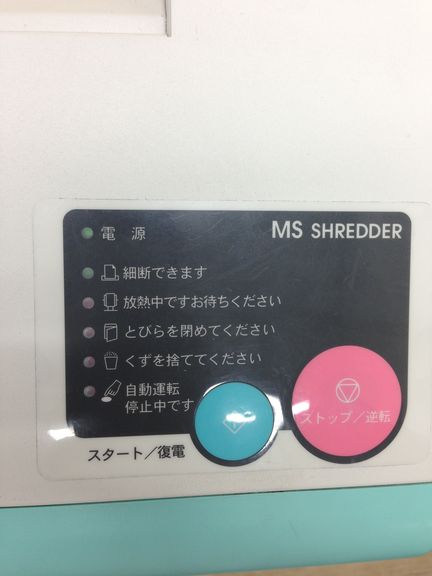 電源
MS SHREDDER
細断できます
放熱中ですお待ちください
とびらを閉めてください
くずを捨ててください
自動運転
停止中です
ストップ/逆転
スタート/復電